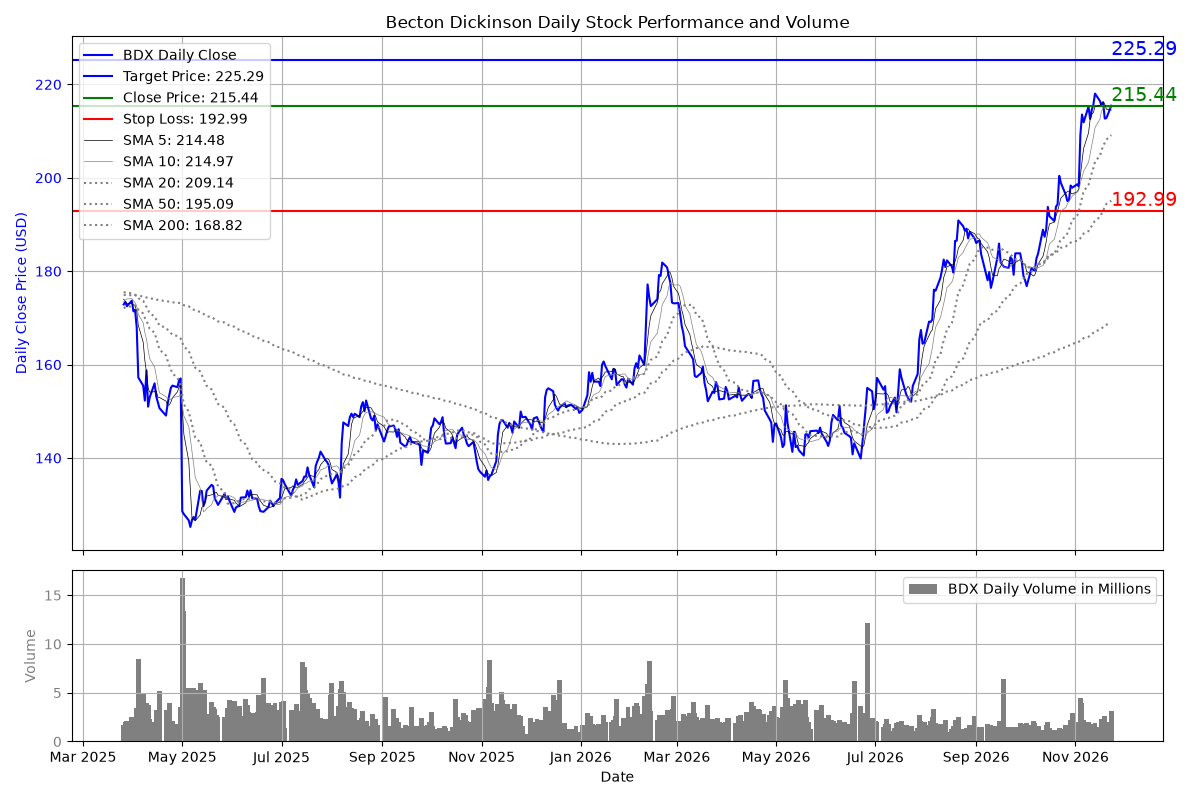 Becton Dickinson Daily Stock Performance and Volume
BDX Daily Close
Target Price: 225.29
Close Price: 215.44
Stop Loss: 192.99
SMA 5: 214.48
SMA 10: 214.97
SMA 20: 209.14
SMA 50: 195.09
SMA 200: 168.82
225.29
215.44
192.99
220
200
180
160
140
Daily Close Price (USD)
BDX Daily Volume in Millions
15
10
5
0
Volume
Mar 2025 May 2025 Jul 2025 Sep 2025 Nov 2025 Jan 2026 Mar 2026 May 2026 Jul 2026 Sep 2026 Nov 2026
Date